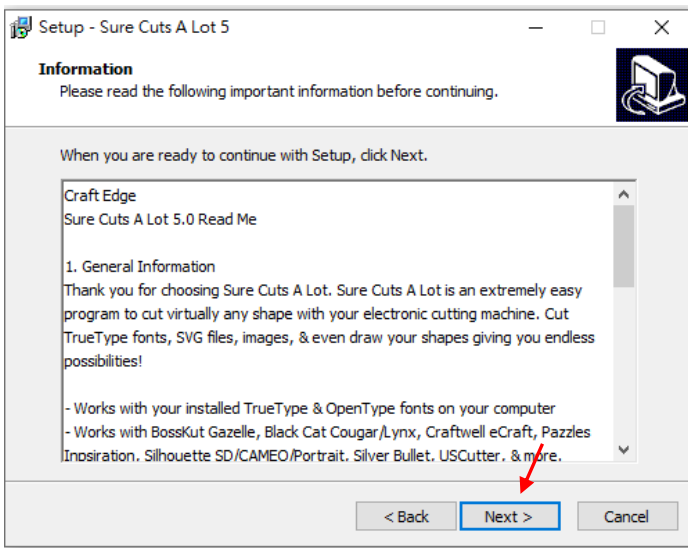 Setup - Sure Cuts A Lot 5
Information
Please read the following important information before continuing.
When you are ready to continue with Setup, click Next.
Craft Edge
Sure Cuts A Lot 5.0 Read Me
1. General Information
Thank you for choosing Sure Cuts A Lot. Sure Cuts A Lot is an extremely easy
program to cut virtually any shape with your electronic cutting machine. Cut
TrueType fonts, SVG files, images, & even draw your shapes giving you endless
possibilities!
- Works with your installed TrueType & OpenType fonts on your computer
- Works with BossKut Gazelle, Black Cat Cougar/Lynx, Craftwell eCraft, Pazzles
Inpsiration, Silhouette SD/CAMEO/Portrait, Silver Bullet, USCutter, & more.
< Back Next > Cancel